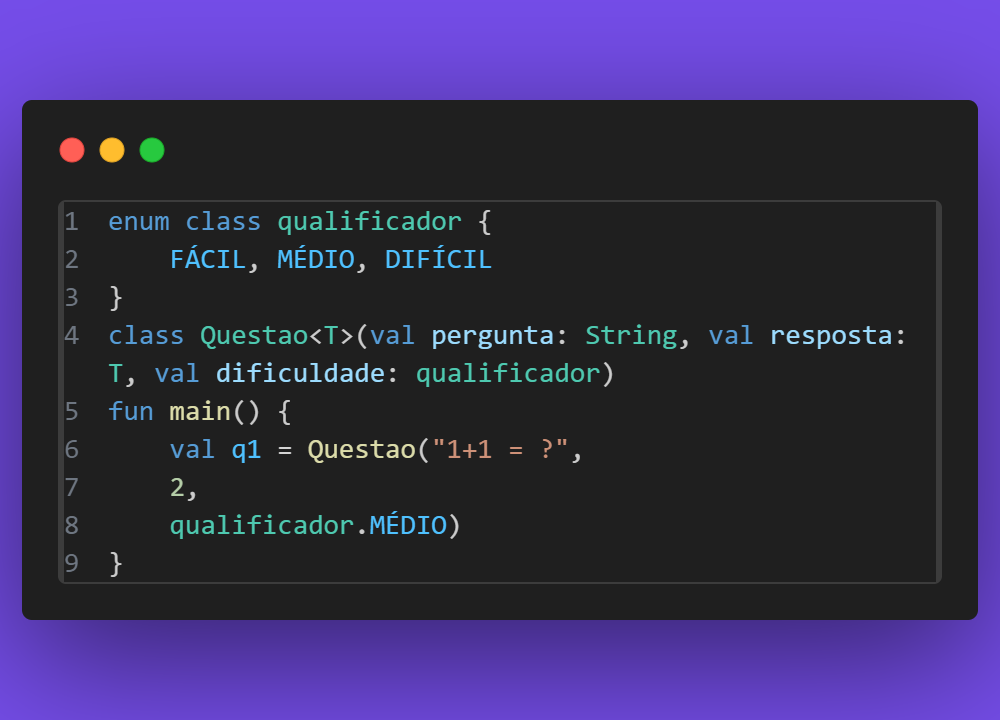 1 enum class qualificador {
2     FÁCIL, MÉDIO, DIFÍCIL
3 }
4 class Questao<T>(val pergunta: String, val resposta:
T, val dificuldade: qualificador)
5 fun main() {
6     val q1 = Questao("1+1 = ?",
7     2,
8     qualificador.MÉDIO)
9 }